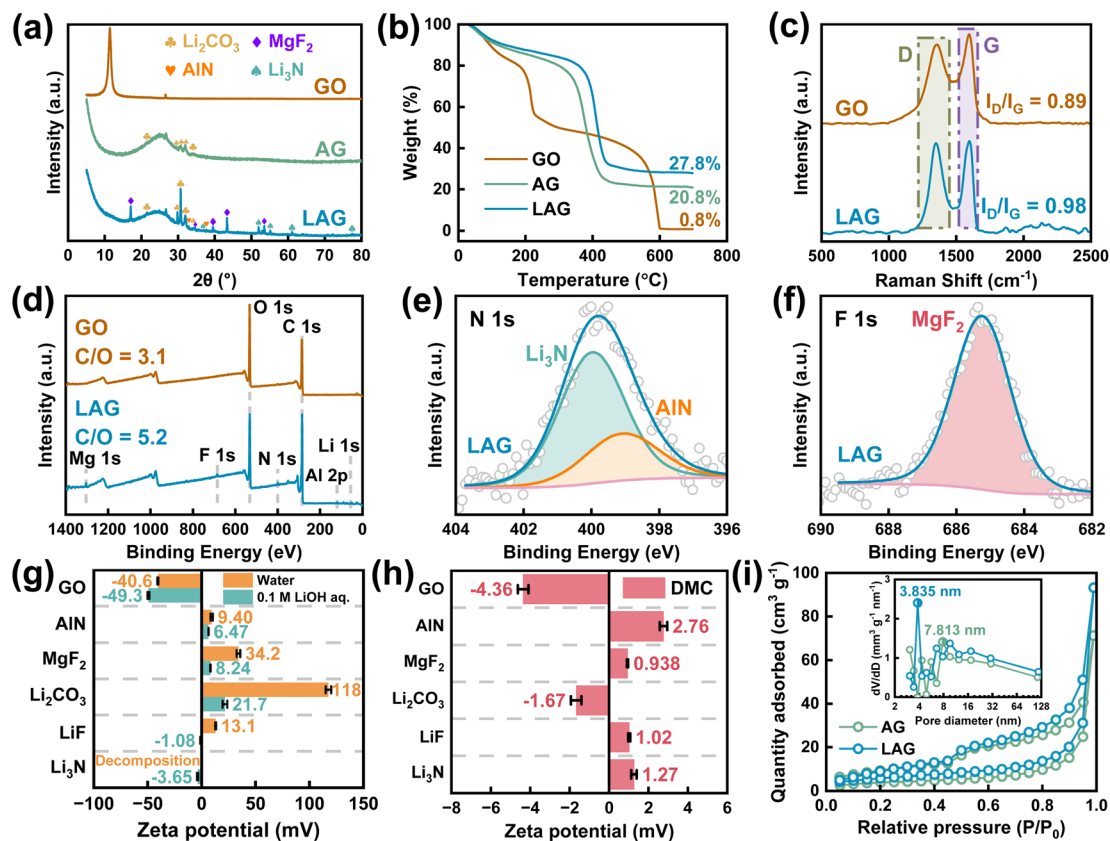 (a)
Li₂CO₃
MgF₂
AlN
Li₃N
GO
AG
LAG
Intensity (a.u.)
0 10 20 30 40 50 60 70 80
2θ (°)
(b)
100
80
60
40
20
0
Weight (%)
GO
AG
LAG
27.8%
20.8%
0.8%
0 200 400 600 800
Temperature (°C)
(c)
D
G
GO
I_D/I_G = 0.89
LAG
I_D/I_G = 0.98
Intensity (a.u.)
500 1000 1500 2000 2500
Raman Shift (cm⁻¹)
(d)
O 1s
C 1s
GO
C/O = 3.1
LAG
C/O = 5.2
Mg 1s
F 1s
N 1s
Li 1s
Al 2p
Intensity (a.u.)
1400 1200 1000 800 600 400 200 0
Binding Energy (eV)
(e)
N 1s
Li₃N
AlN
LAG
Intensity (a.u.)
404 402 400 398 396
Binding Energy (eV)
(f)
F 1s
MgF₂
LAG
Intensity (a.u.)
690 688 686 684 682
Binding Energy (eV)
(g)
GO
AlN
MgF₂
Li₂CO₃
LiF
Li₃N
-40.6
-49.3
Water
0.1 M LiOH aq.
9.40
6.47
34.2
8.24
118
21.7
13.1
-1.08
Decomposition
-3.65
-100 -50 0 50 100 150
Zeta potential (mV)
(h)
GO
AlN
MgF₂
Li₂CO₃
LiF
Li₃N
DMC
-4.36
2.76
0.938
-1.67
1.02
1.27
-8 -6 -4 -2 0 2 4 6
Zeta potential (mV)
(i)
Quantity adsorbed (cm³ g⁻¹)
100
80
60
40
20
0
3.835 nm
7.813 nm
dV/dD (mm³ g⁻¹ nm⁻¹)
3
2
1
0
2 4 8 16 32 64 128
Pore diameter (nm)
AG
LAG
0.0 0.2 0.4 0.6 0.8 1.0
Relative pressure (P/P₀)